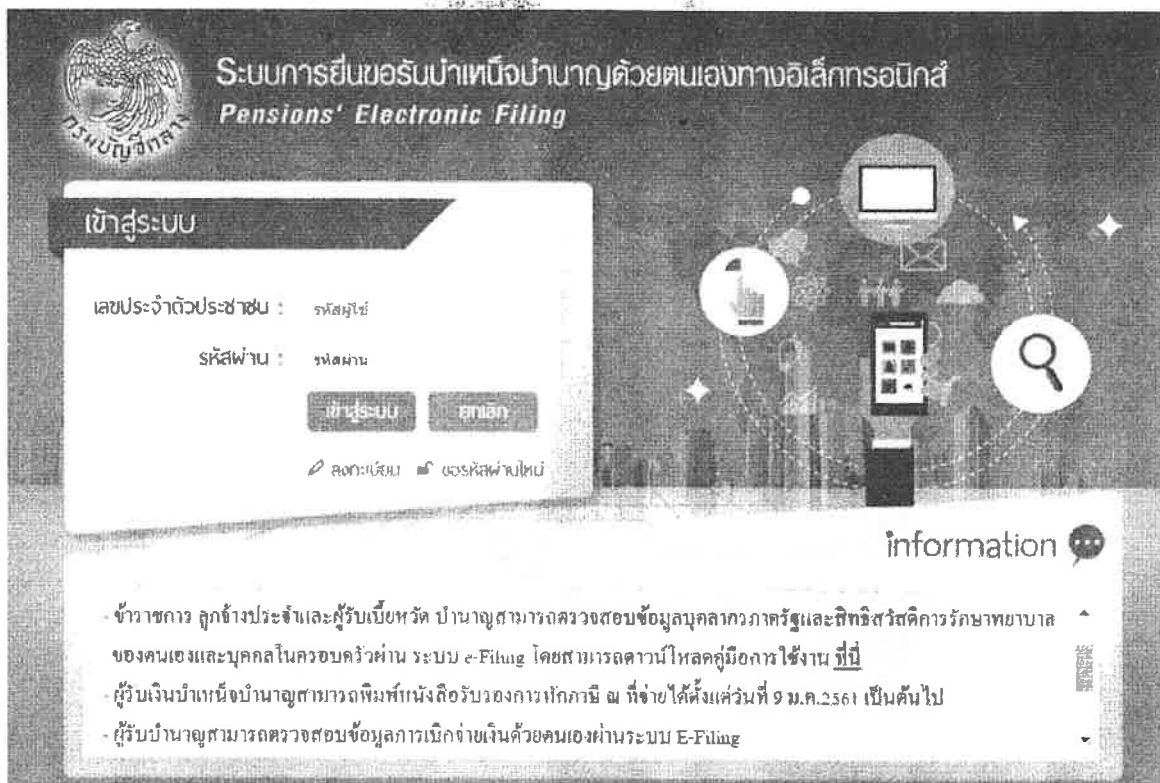 ระบบการยื่นขอรับบำเหน็จบำนาญด้วยตนเองทางอิเล็กทรอนิกส์
Pensions' Electronic Filing
กรมบัญชีกลาง
เข้าสู่ระบบ
เลขประจำตัวประชาชน : รหัสผู้ใช้
รหัสผ่าน : รหัสผ่าน
เข้าสู่ระบบ ยกเลิก
ลงทะเบียน ขอรหัสผ่านใหม่
information
- ข้าราชการ ลูกจ้างประจำและผู้รับเบี้ยหวัด บำนาญสามารถตรวจสอบข้อมูลบุคลากรภาครัฐและสิทธิสวัสดิการรักษาพยาบาล
ของตนเองและบุคคลในครอบครัวผ่าน ระบบ e-Filing โดยสามารถดาวน์โหลดคู่มือการใช้งาน ที่นี่
- ผู้รับเงินบำเหน็จบำนาญสามารถพิมพ์หนังสือรับรองการหักภาษี ณ ที่จ่ายได้ตั้งแต่วันที่ 9 ม.ค.2561 เป็นต้นไป
- ผู้รับบำนาญสามารถตรวจสอบข้อมูลการเบิกจ่ายเงินด้วยตนเองผ่านระบบ E-Filing